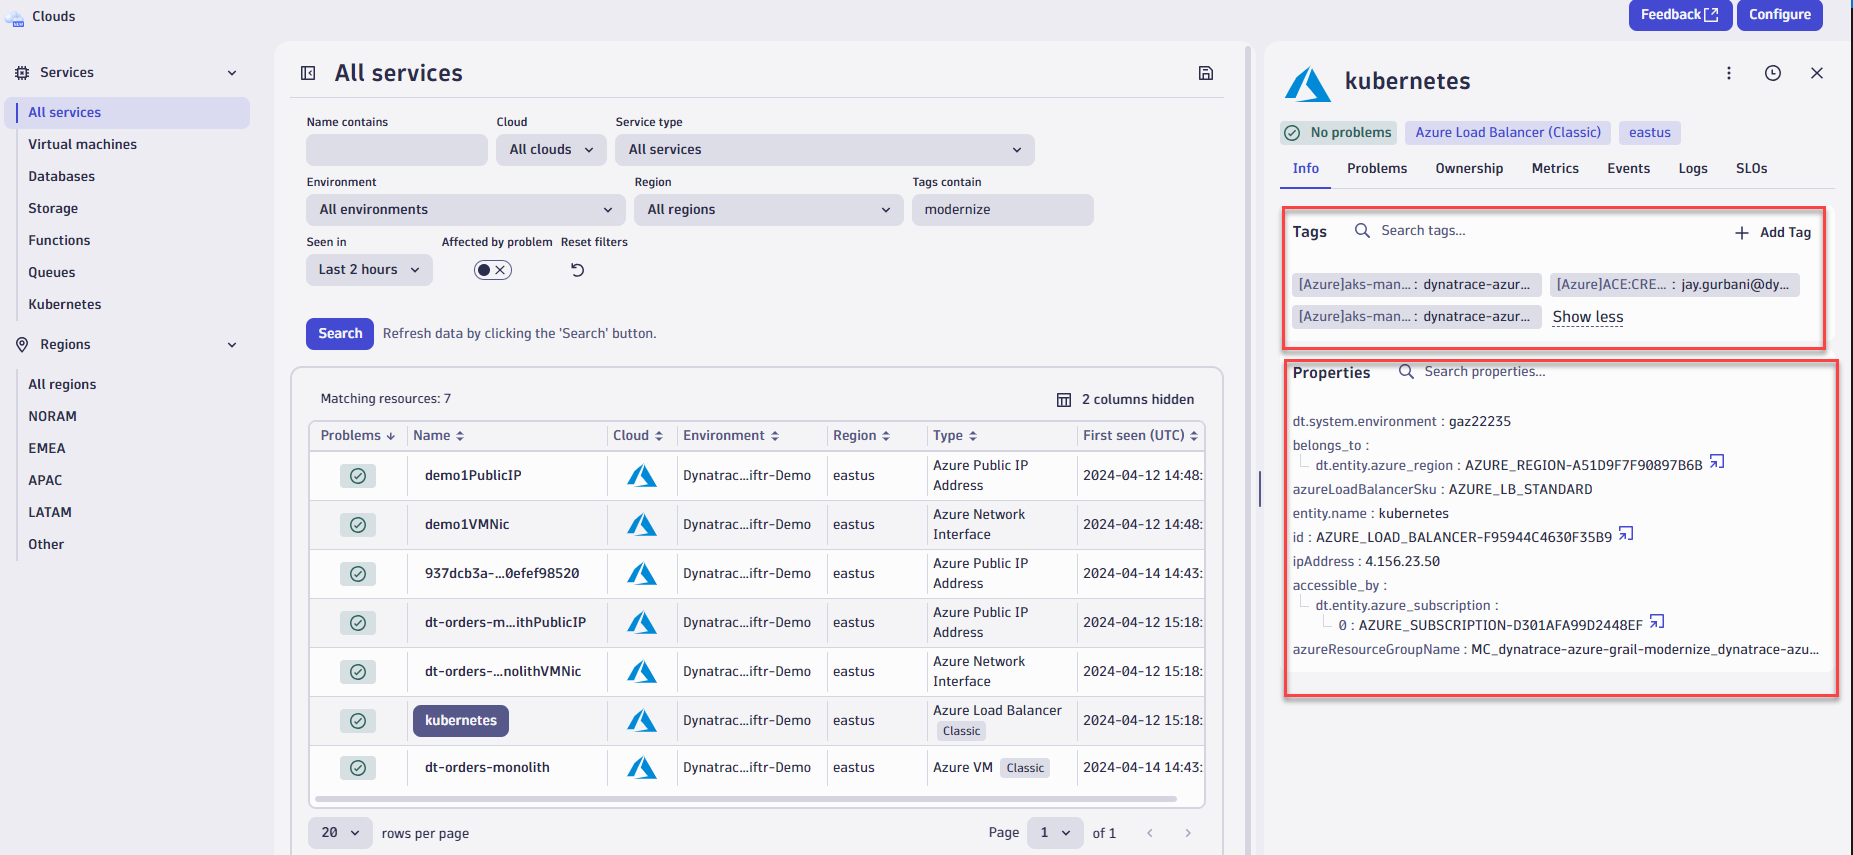 Clouds
Feedback
Configure
Services
All services
Virtual machines
Databases
Storage
Functions
Queues
Kubernetes
Regions
All regions
NORAM
EMEA
APAC
LATAM
Other
All services
Name contains
Cloud
Service type
All clouds
All services
Environment
Region
Tags contain
All environments
All regions
modernize
Seen in
Affected by problem
Reset filters
Last 2 hours
Search
Refresh data by clicking the 'Search' button.
Matching resources: 7
2 columns hidden
Problems Name Cloud Environment Region Type First seen (UTC)
demo1PublicIP Dynatrac...iftr-Demo eastus Azure Public IP Address 2024-04-12 14:48:
demo1VMNic Dynatrac...iftr-Demo eastus Azure Network Interface 2024-04-12 14:48:
937dcb3a-...0efef98520 Dynatrac...iftr-Demo eastus Azure Public IP Address 2024-04-14 14:43:
dt-orders-m...ithPublicIP Dynatrac...iftr-Demo eastus Azure Public IP Address 2024-04-12 15:18:
dt-orders-...nolithVMNic Dynatrac...iftr-Demo eastus Azure Network Interface 2024-04-12 15:18:
kubernetes Dynatrac...iftr-Demo eastus Azure Load Balancer Classic 2024-04-12 15:18:
dt-orders-monolith Dynatrac...iftr-Demo eastus Azure VM Classic 2024-04-14 14:43:
20 rows per page
Page 1 of 1
kubernetes
No problems
Azure Load Balancer (Classic)
eastus
Info Problems Ownership Metrics Events Logs SLOs
Tags
Search tags...
Add Tag
[Azure]aks-man... : dynatrace-azur...
[Azure]ACE:CRE... : jay.gurbani@dy...
[Azure]aks-man... : dynatrace-azur...
Show less
Properties
Search properties...
dt.system.environment : gaz22235
belongs_to :
dt.entity.azure_region : AZURE_REGION-A51D9F7F90897B6B
azureLoadBalancerSku : AZURE_LB_STANDARD
entity.name : kubernetes
id : AZURE_LOAD_BALANCER-F95944C4630F35B9
ipAddress : 4.156.23.50
accessible_by :
dt.entity.azure_subscription :
0 : AZURE_SUBSCRIPTION-D301AFA99D2448EF
azureResourceGroupName : MC_dynatrace-azure-grail-modernize_dynatrace-azu...